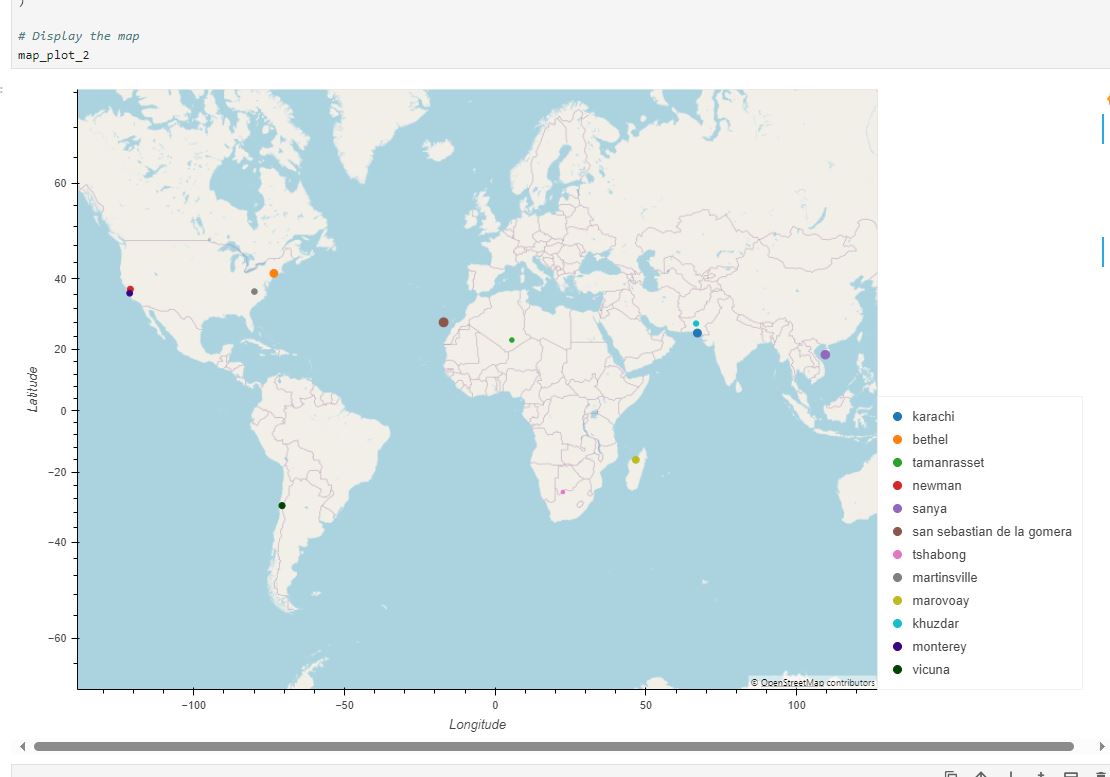 )
# Display the map
map_plot_2
60
40
20
0
−20
−40
−60
Latitude
−100
−50
0
50
100
Longitude
© OpenStreetMap contributors
karachi
bethel
tamanrasset
newman
sanya
san sebastian de la gomera
tshabong
martinsville
marovoay
khuzdar
monterey
vicuna